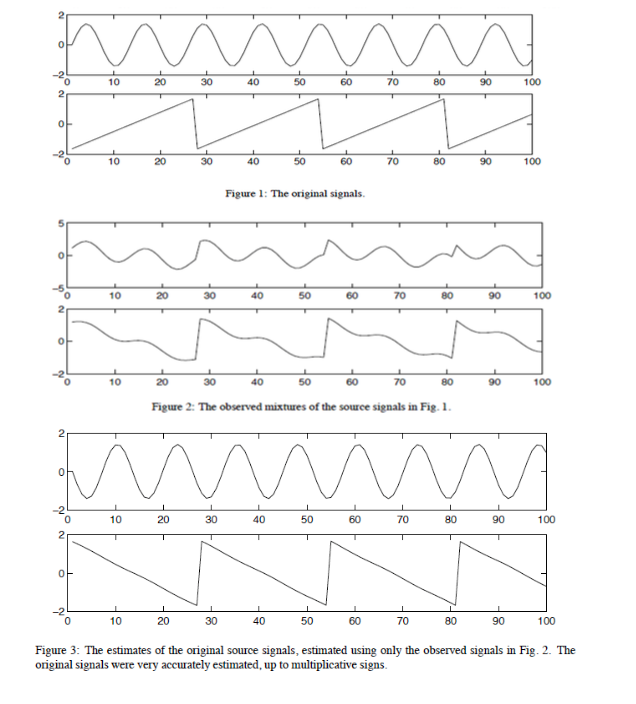 2
0
-2
0 10 20 30 40 50 60 70 80 90 100
2
0
-2
0 10 20 30 40 50 60 70 80 90 100
Figure 1: The original signals.
5
0
-5
0 10 20 30 40 50 60 70 80 90 100
2
0
-2
0 10 20 30 40 50 60 70 80 90 100
Figure 2: The observed mixtures of the source signals in Fig. 1.
2
0
-2
0 10 20 30 40 50 60 70 80 90 100
2
0
-2
0 10 20 30 40 50 60 70 80 90 100
Figure 3: The estimates of the original source signals, estimated using only the observed signals in Fig. 2. The
original signals were very accurately estimated, up to multiplicative signs.